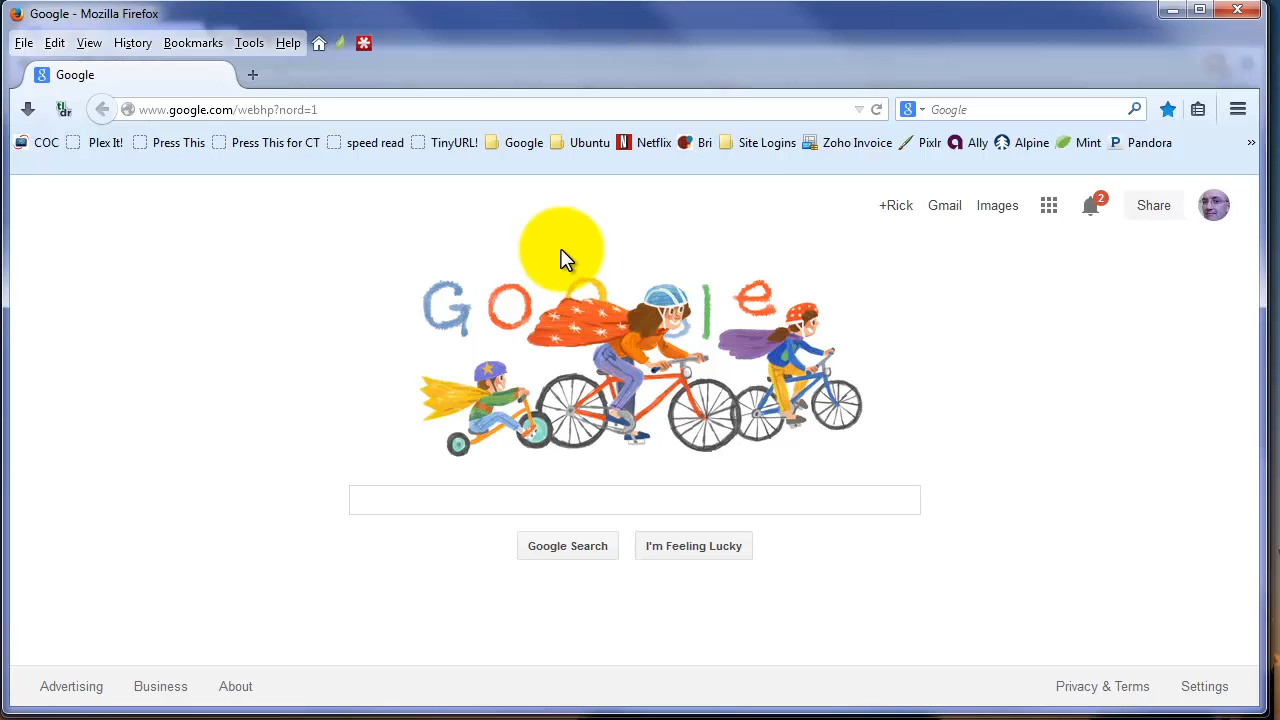 Google - Mozilla Firefox
File Edit View History Bookmarks Tools Help
Google
tl;dr www.google.com/webhp?nord=1 Google
COC Plex It! Press This Press This for CT speed read TinyURL! Google Ubuntu Netflix Bri Site Logins Zoho Invoice Pixlr Ally Alpine Mint Pandora »
+Rick Gmail Images 2 Share
Google
Google Search I'm Feeling Lucky
Advertising Business About Privacy & Terms Settings